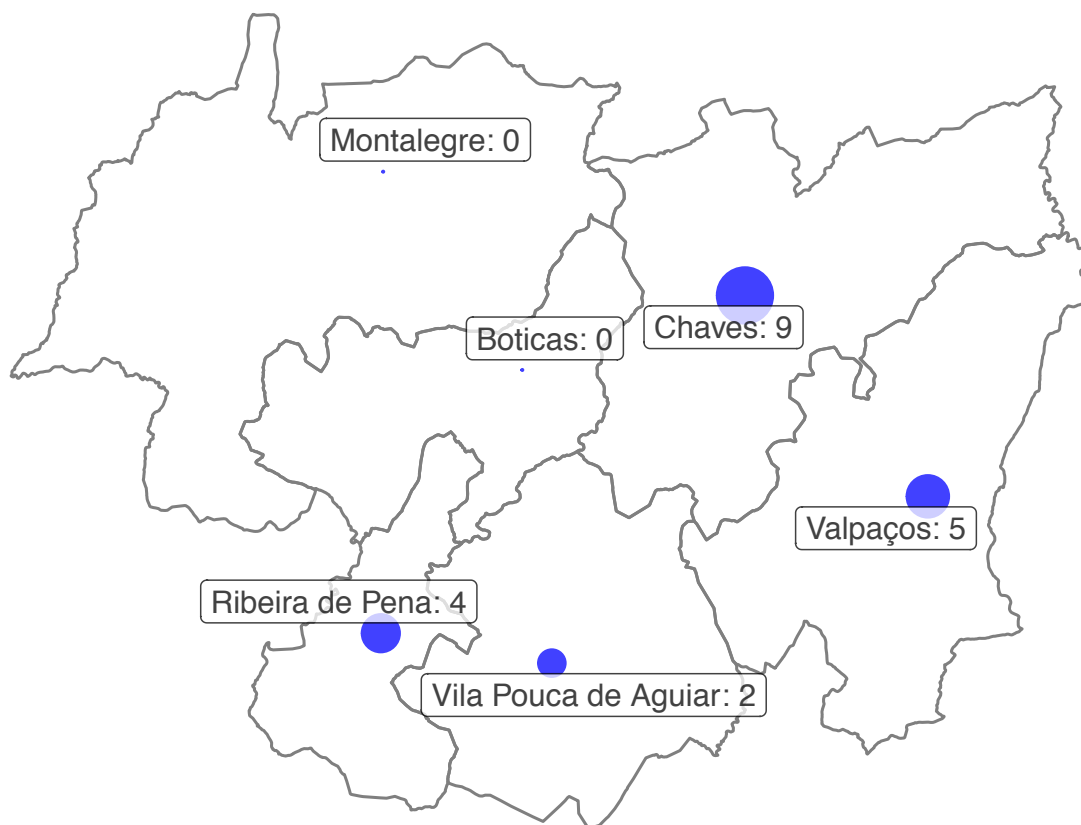 Montalegre: 0
Chaves: 9
Boticas: 0
Valpaços: 5
Ribeira de Pena: 4
Vila Pouca de Aguiar: 2